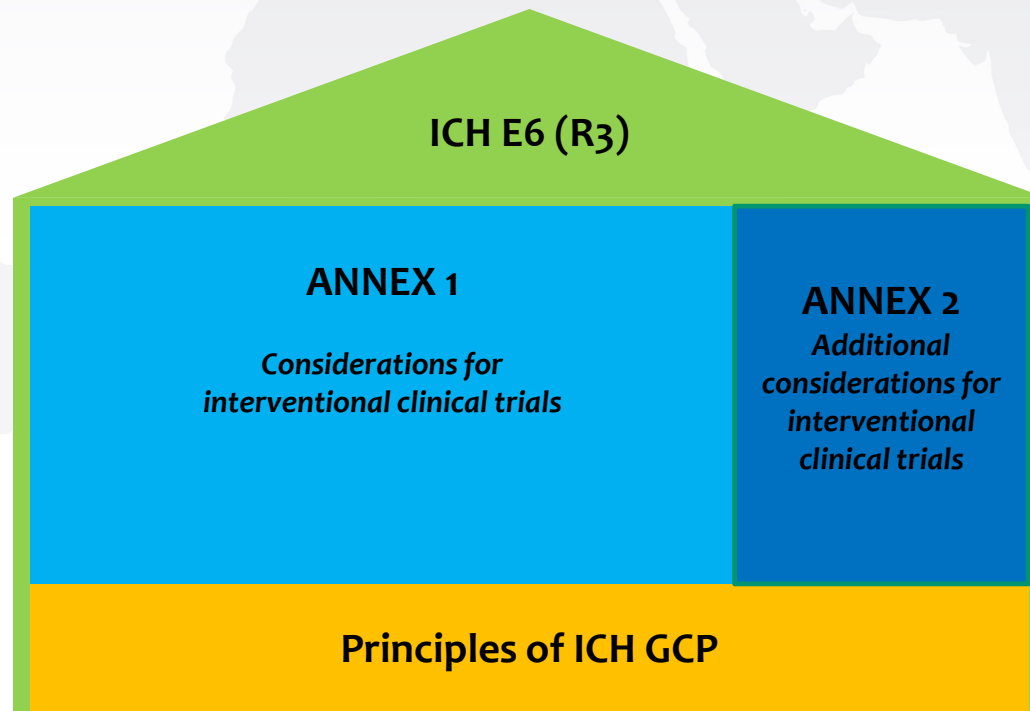 ICH E6 (R3)
ANNEX 1
Considerations for
interventional clinical trials
ANNEX 2
Additional
considerations for
interventional
clinical trials
Principles of ICH GCP